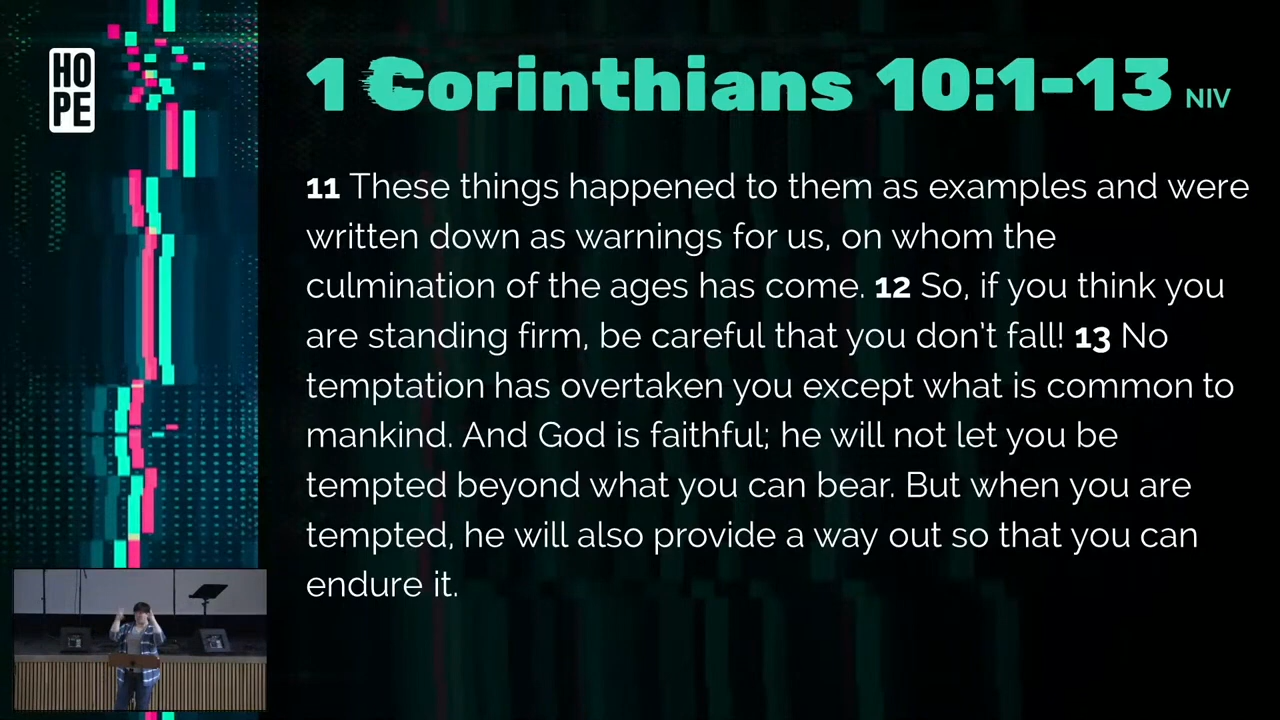 HO
PE
1 Corinthians 10:1-13 NIV
11 These things happened to them as examples and were
written down as warnings for us, on whom the
culmination of the ages has come. 12 So, if you think you
are standing firm, be careful that you don't fall! 13 No
temptation has overtaken you except what is common to
mankind. And God is faithful; he will not let you be
tempted beyond what you can bear. But when you are
tempted, he will also provide a way out so that you can
endure it.